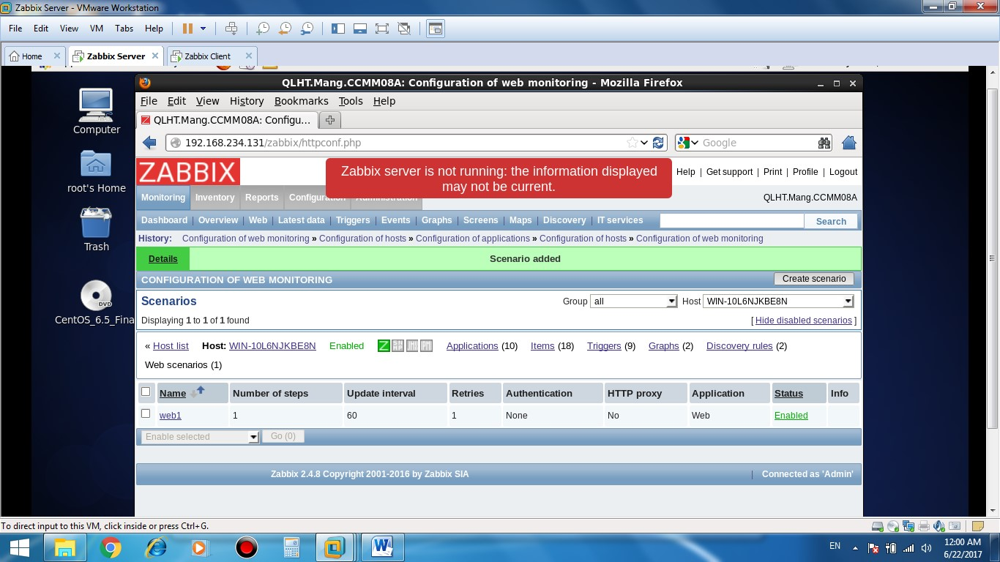 Zabbix Server - VMware Workstation
File Edit View VM Tabs Help
Home Zabbix Server Zabbix Client
QLHT.Mang.CCMM08A: Configuration of web monitoring - Mozilla Firefox
Computer
File Edit View History Bookmarks Tools Help
QLHT.Mang.CCMM08A: Configu...
192.168.234.131/zabbix/httpconf.php Google
root's Home
ZABBIX
Zabbix server is not running: the information displayed
may not be current.
Help | Get support | Print | Profile | Logout
Monitoring Inventory Reports Configuration Administration QLHT.Mang.CCMM08A
Dashboard | Overview | Web | Latest data | Triggers | Events | Graphs | Screens | Maps | Discovery | IT services Search
History: Configuration of web monitoring » Configuration of hosts » Configuration of applications » Configuration of hosts » Configuration of web monitoring
Trash
Details Scenario added
CONFIGURATION OF WEB MONITORING Create scenario
Scenarios Group all Host WIN-10L6NJKBE8N
DVD
CentOS_6.5_Fina
Displaying 1 to 1 of 1 found [ Hide disabled scenarios ]
« Host list Host: WIN-10L6NJKBE8N Enabled Z SNMP JMX IPMI Applications (10) Items (18) Triggers (9) Graphs (2) Discovery rules (2)
Web scenarios (1)
Name Number of steps Update interval Retries Authentication HTTP proxy Application Status Info
web1 1 60 1 None No Web Enabled
Enable selected Go (0)
Zabbix 2.4.8 Copyright 2001-2016 by Zabbix SIA | Connected as 'Admin'
To direct input to this VM, click inside or press Ctrl+G.
EN 12:00 AM
6/22/2017